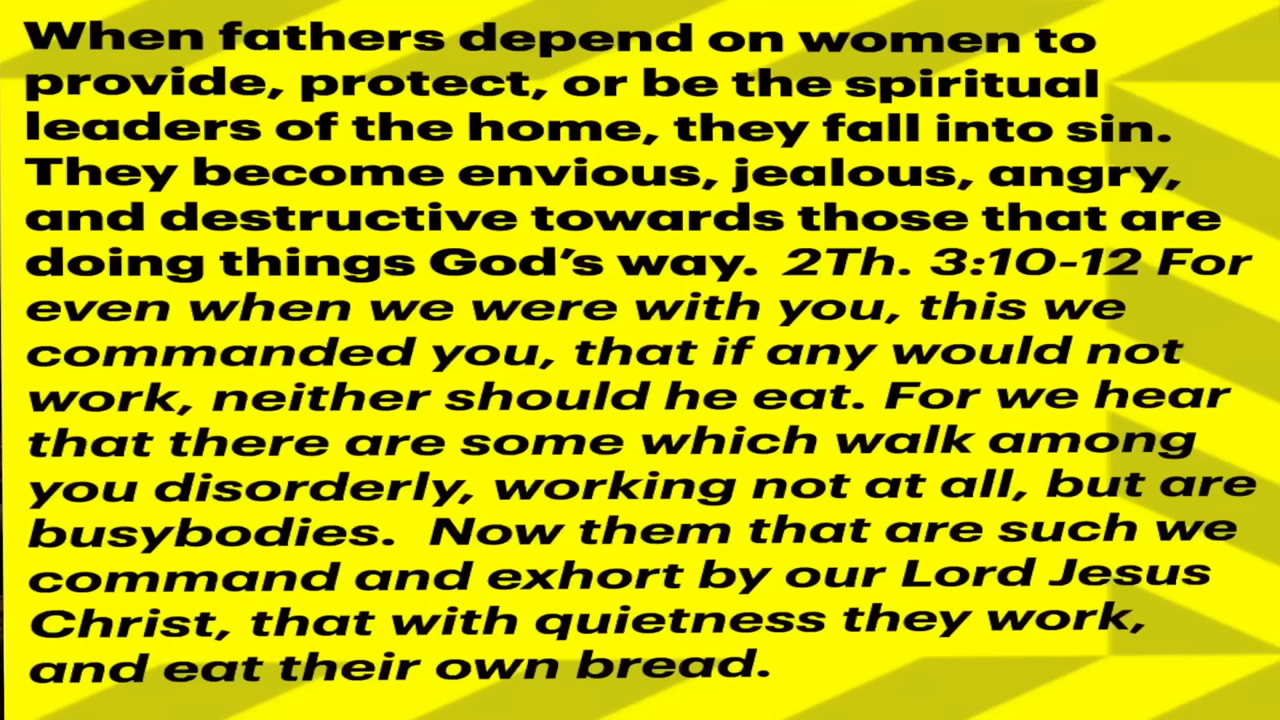 When fathers depend on women to
provide, protect, or be the spiritual
leaders of the home, they fall into sin.
They become envious, jealous, angry,
and destructive towards those that are
doing things God’s way. 2Th. 3:10-12 For
even when we were with you, this we
commanded you, that if any would not
work, neither should he eat. For we hear
that there are some which walk among
you disorderly, working not at all, but are
busybodies. Now them that are such we
command and exhort by our Lord Jesus
Christ, that with quietness they work,
and eat their own bread.